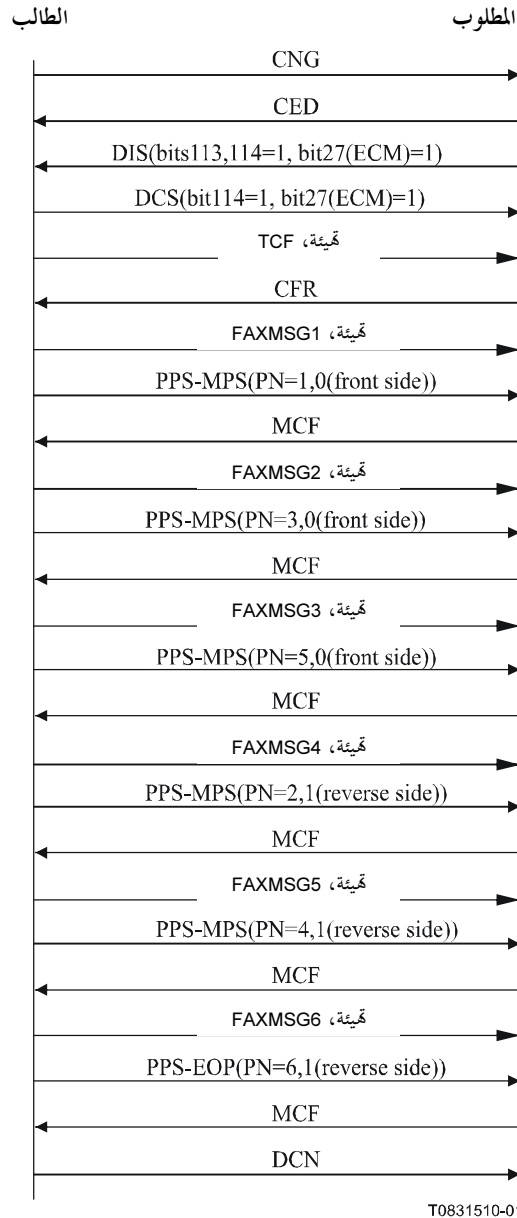 الطالب المطلوب
CNG
CED
DIS(bits113,114=1, bit27(ECM)=1)
DCS(bit114=1, bit27(ECM)=1)
تهيئة، TCF
CFR
تهيئة، FAXMSG1
PPS-MPS(PN=1,0(front side))
MCF
تهيئة، FAXMSG2
PPS-MPS(PN=3,0(front side))
MCF
تهيئة، FAXMSG3
PPS-MPS(PN=5,0(front side))
MCF
تهيئة، FAXMSG4
PPS-MPS(PN=2,1(reverse side))
MCF
تهيئة، FAXMSG5
PPS-MPS(PN=4,1(reverse side))
MCF
تهيئة، FAXMSG6
PPS-EOP(PN=6,1(reverse side))
MCF
DCN
T0831510-01